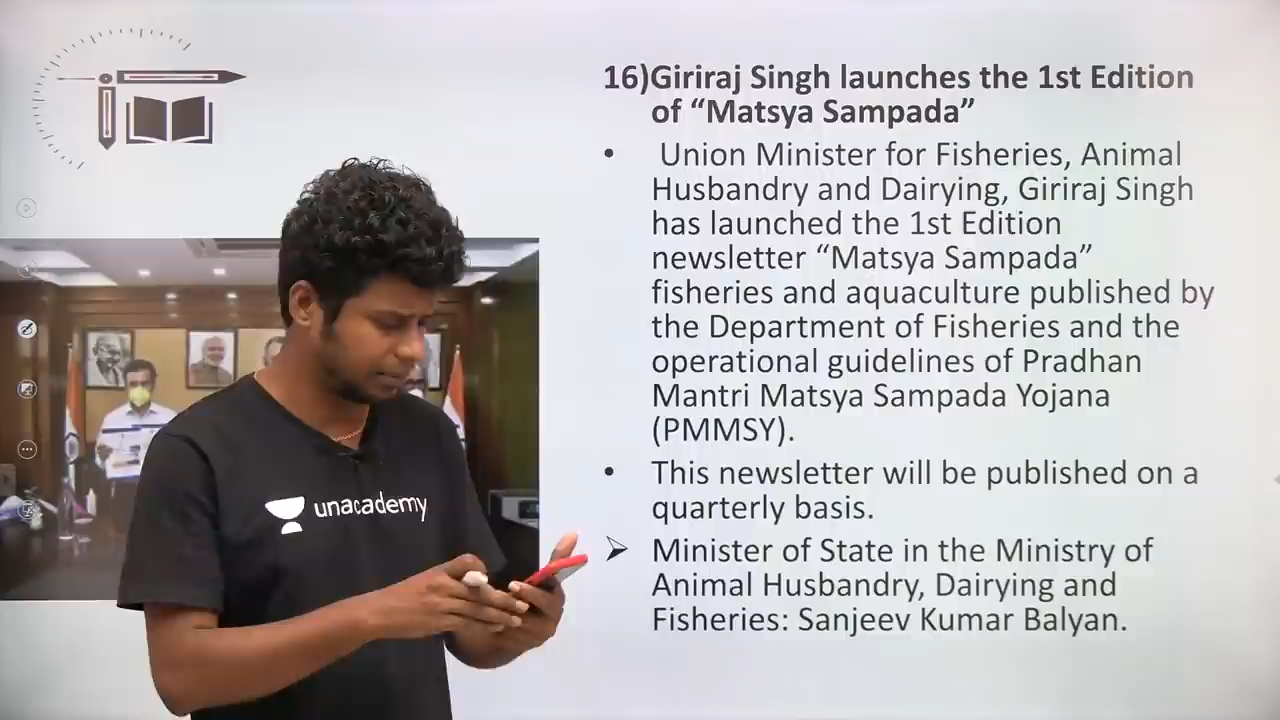 16)Giriraj Singh launches the 1st Edition
of “Matsya Sampada”
• Union Minister for Fisheries, Animal
Husbandry and Dairying, Giriraj Singh
has launched the 1st Edition
newsletter “Matsya Sampada”
fisheries and aquaculture published by
the Department of Fisheries and the
operational guidelines of Pradhan
Mantri Matsya Sampada Yojana
(PMMSY).
• This newsletter will be published on a
quarterly basis.
➢ Minister of State in the Ministry of
Animal Husbandry, Dairying and
Fisheries: Sanjeev Kumar Balyan.
unacademy